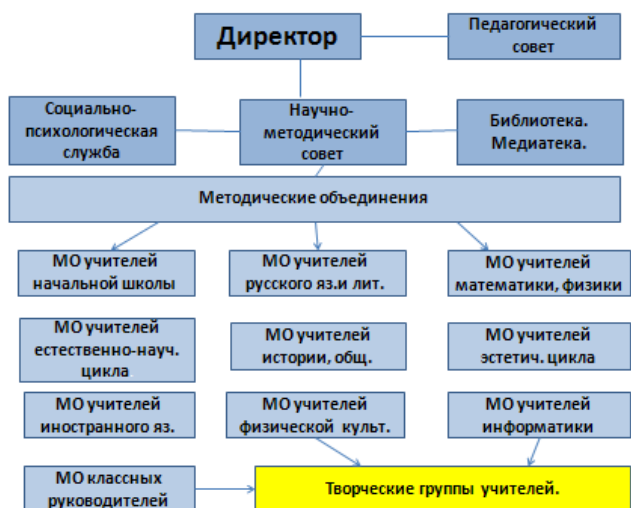 Директор
Педагогический
совет
Социально-
психологическая
служба
Научно-
методический
совет
Библиотека.
Медиатека.
Методические объединения
МО учителей
начальной школы
МО учителей
русского яз.и лит.
МО учителей
математики, физики
МО учителей
естественно-науч.
цикла
МО учителей
истории, общ.
МО учителей
эстетич. цикла
МО учителей
иностранного яз.
МО учителей
физической культ.
МО учителей
информатики
МО классных
руководителей
Творческие группы учителей.